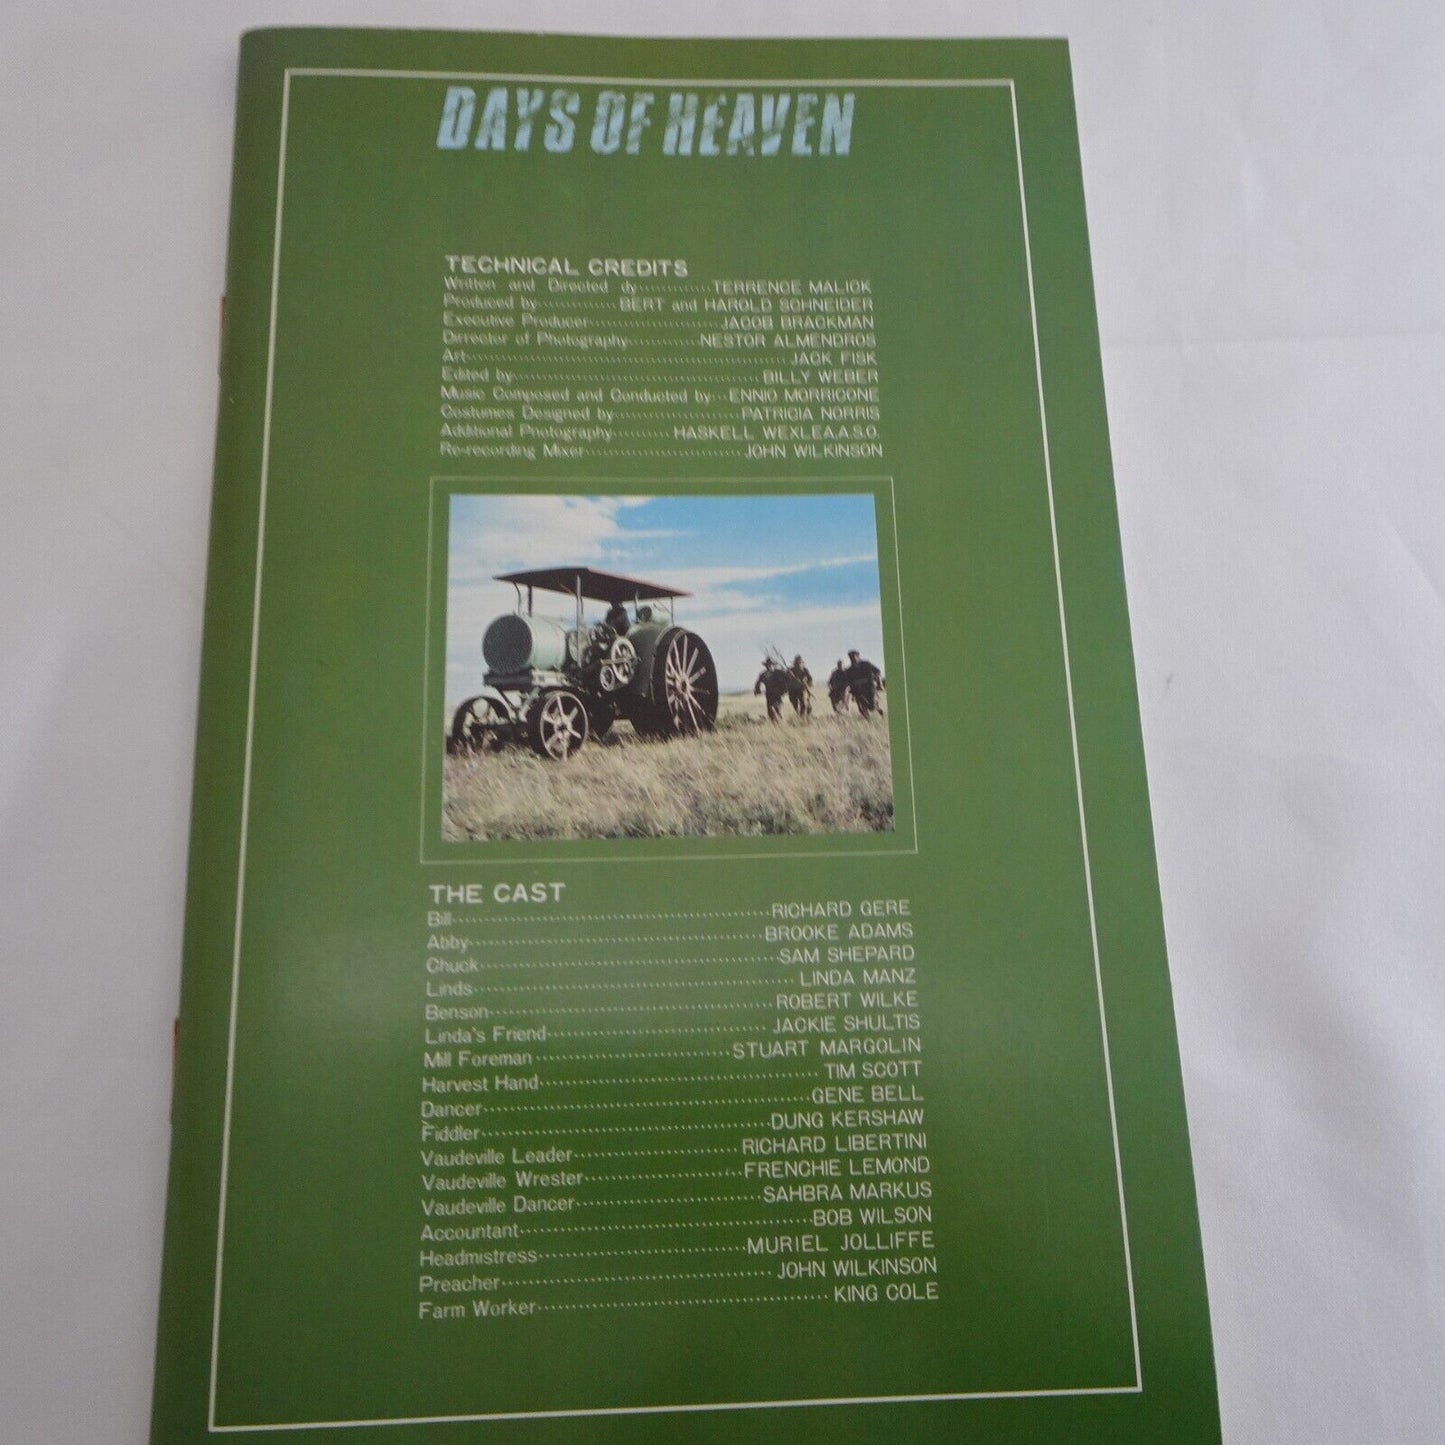 DAYS OF HEAVEN
TECHNICAL CREDITS
Written and Directed dy············TERRENCE MALICK
Produced by·············BERT and HAROLD SCHNEIDER
Executive Producer······················JACOB BRACKMAN
Dirrector of Photography············NESTOR ALMENDROS
Art······················································JACK FISK
Edited by·········································BILLY WEBER
Music Composed and Conducted by···ENNIO MORRICONE
Costumes Designed by·····················PATRICIA NORRIS
Additional Photography·········· HASKELL WEXLEA.A.S.C.
Re-recording Mixer··························JOHN WILKINSON
THE CAST
Bill··················································RICHARD GERE
Abby··············································BROOKE ADAMS
Chuck···············································SAM SHEPARD
Linds·················································· LINDA MANZ
Benson·············································ROBERT WILKE
Linda's Friend··································· JACKIE SHULTIS
Mill Foreman······························STUART MARGOLIN
Harvest Hand············································ TIM SCOTT
Dancer···················································GENE BELL
Fiddler··············································DUNG KERSHAW
Vaudeville Leader··························RICHARD LIBERTINI
Vaudeville Wrester························FRENCHIE LEMOND
Vaudeville Dancer·····························SAHBRA MARKUS
Accountant··············································BOB WILSON
Headmistress·································MURIEL JOLLIFFE
Preacher·········································· JOHN WILKINSON
Farm Worker·············································· KING COLE